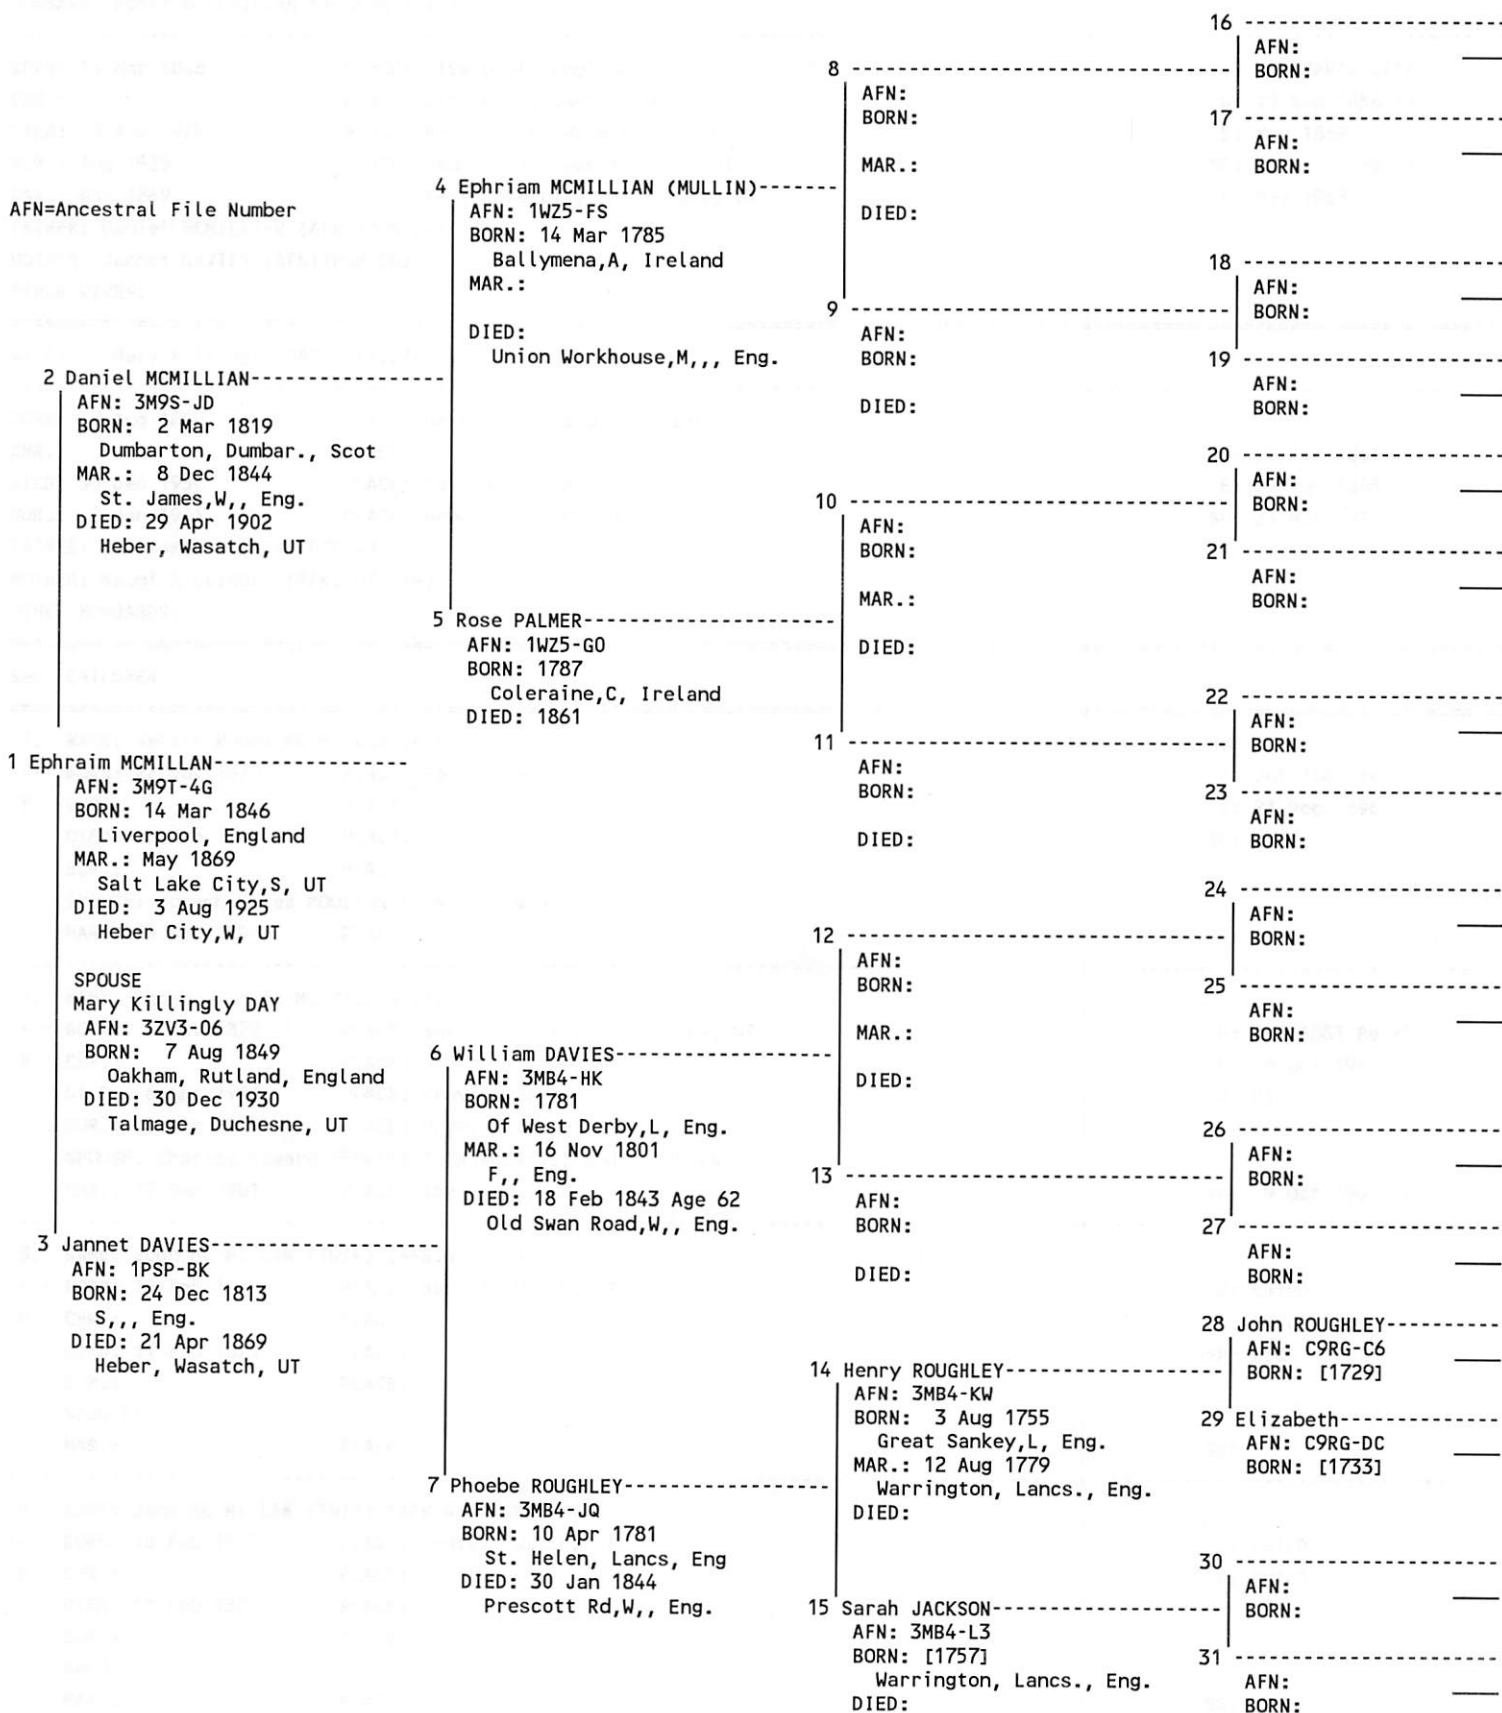 AFN=Ancestral File Number
1 Ephraim MCMILLAN----------------
AFN: 3M9T-4G
BORN: 14 Mar 1846
Liverpool, England
MAR.: May 1869
Salt Lake City,S, UT
DIED:  3 Aug 1925
Heber City,W, UT
SPOUSE
Mary Killingly DAY
AFN: 3ZV3-06
BORN:  7 Aug 1849
Oakham, Rutland, England
DIED: 30 Dec 1930
Talmage, Duchesne, UT
2 Daniel MCMILLIAN----------------
AFN: 3M9S-JD
BORN:  2 Mar 1819
Dumbarton, Dumbar., Scot
MAR.:  8 Dec 1844
St. James,W,, Eng.
DIED: 29 Apr 1902
Heber, Wasatch, UT
3 Jannet DAVIES-------------------
AFN: 1PSP-BK
BORN: 24 Dec 1813
S,,, Eng.
DIED: 21 Apr 1869
Heber, Wasatch, UT
4 Ephriam MCMILLIAN (MULLIN)------
AFN: 1WZ5-FS
BORN: 14 Mar 1785
Ballymena,A, Ireland
MAR.:
DIED:
Union Workhouse,M,,, Eng.
5 Rose PALMER---------------------
AFN: 1WZ5-G0
BORN: 1787
Coleraine,C, Ireland
DIED: 1861
6 William DAVIES------------------
AFN: 3MB4-HK
BORN: 1781
Of West Derby,L, Eng.
MAR.: 16 Nov 1801
F,, Eng.
DIED: 18 Feb 1843 Age 62
Old Swan Road,W,, Eng.
7 Phoebe ROUGHLEY-----------------
AFN: 3MB4-JQ
BORN: 10 Apr 1781
St. Helen, Lancs, Eng
DIED: 30 Jan 1844
Prescott Rd,W,, Eng.
8 --------------------------------
AFN:
BORN:
MAR.:
DIED:
9 --------------------------------
AFN:
BORN:
DIED:
10 --------------------------------
AFN:
BORN:
MAR.:
DIED:
11 --------------------------------
AFN:
BORN:
DIED:
12 --------------------------------
AFN:
BORN:
MAR.:
DIED:
13 --------------------------------
AFN:
BORN:
DIED:
14 Henry ROUGHLEY------------------
AFN: 3MB4-KW
BORN:  3 Aug 1755
Great Sankey,L, Eng.
MAR.: 12 Aug 1779
Warrington, Lancs., Eng.
DIED:
15 Sarah JACKSON-------------------
AFN: 3MB4-L3
BORN: [1757]
Warrington, Lancs., Eng.
DIED:
16 ----------------------
AFN:
BORN:
17 ----------------------
AFN:
BORN:
18 ----------------------
AFN:
BORN:
19 ----------------------
AFN:
BORN:
20 ----------------------
AFN:
BORN:
21 ----------------------
AFN:
BORN:
22 ----------------------
AFN:
BORN:
23 ----------------------
AFN:
BORN:
24 ----------------------
AFN:
BORN:
25 ----------------------
AFN:
BORN:
26 ----------------------
AFN:
BORN:
27 ----------------------
AFN:
BORN:
28 John ROUGHLEY----------
AFN: C9RG-C6
BORN: [1729]
29 Elizabeth--------------
AFN: C9RG-DC
BORN: [1733]
30 ----------------------
AFN:
BORN:
31 ----------------------
AFN:
BORN: